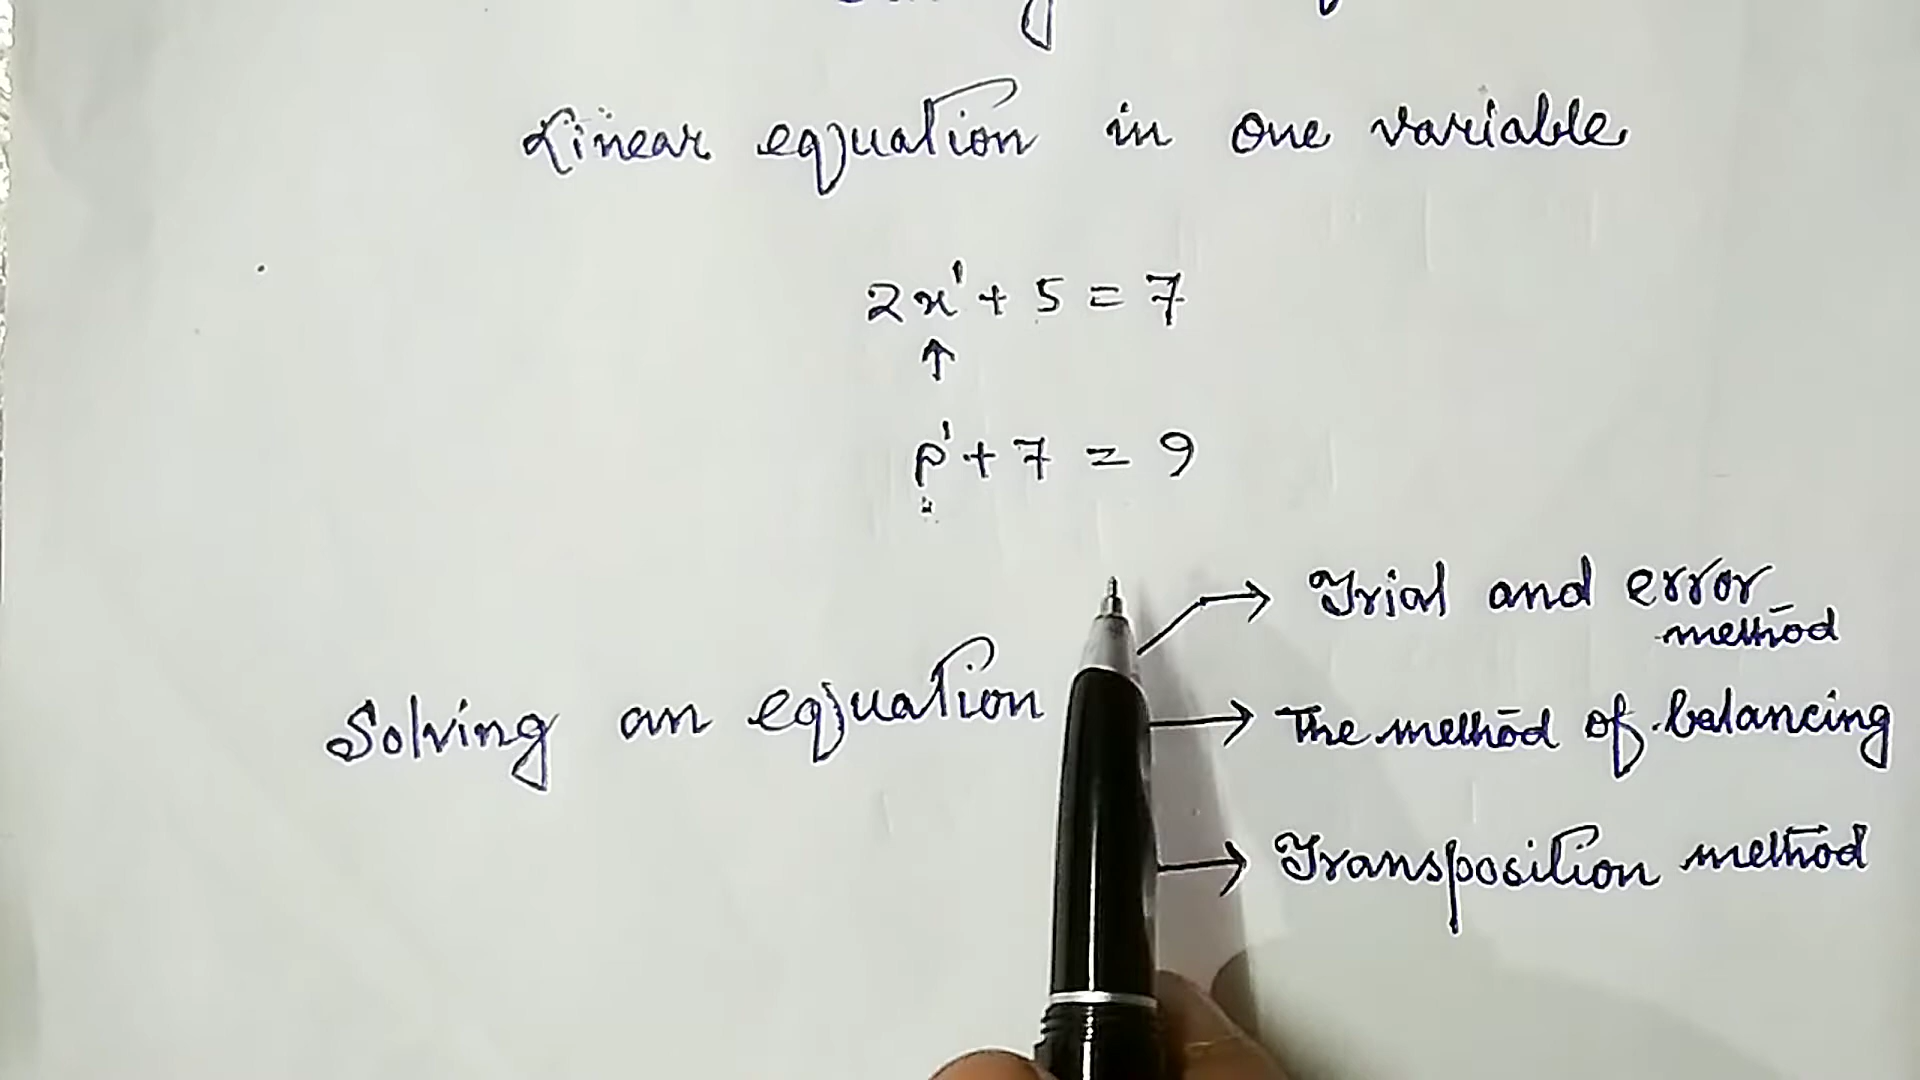 Linear equation in one variable
2x¹ + 5 = 7
↑
p¹ + 7 = 9
→ Trial and error method
Solving an equation → The method of balancing
→ Transposition method